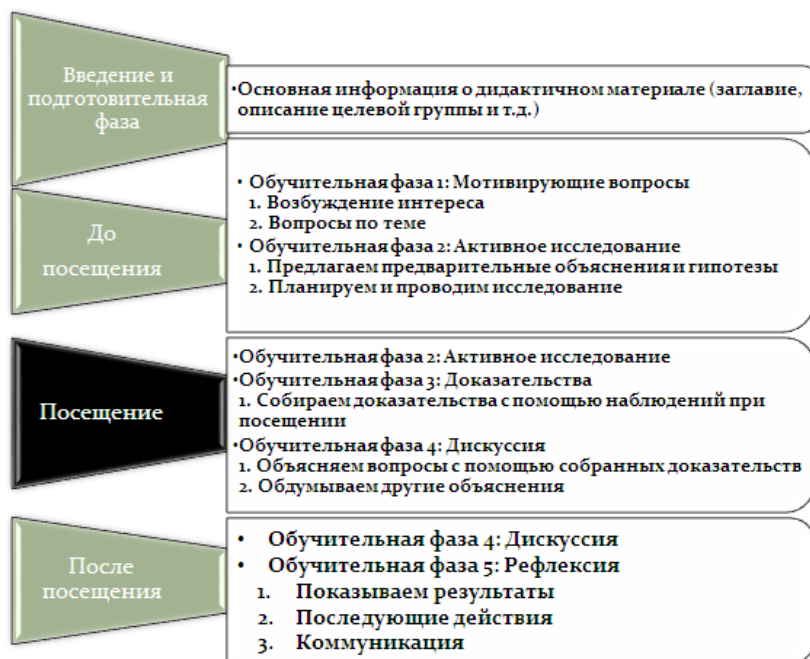 Введение и
подготовительная
фаза
•Основная информация о дидактичном материале (заглавие,
описание целевой группы и т.д.)
До
посещения
• Обучительная фаза 1: Мотивирующие вопросы
1. Возбуждение интереса
2. Вопросы по теме
• Обучительная фаза 2: Активное исследование
1. Предлагаем предварительные объяснения и гипотезы
2. Планируем и проводим исследование
Посещение
•Обучительная фаза 2: Активное исследование
•Обучительная фаза 3: Доказательства
1. Собираем доказательства с помощью наблюдений при
посещении
•Обучительная фаза 4: Дискуссия
1. Объясняем вопросы с помощью собранных доказательств
2. Обдумываем другие объяснения
После
посещения
• Обучительная фаза 4: Дискуссия
• Обучительная фаза 5: Рефлексия
1. Показываем результаты
2. Последующие действия
3. Коммуникация